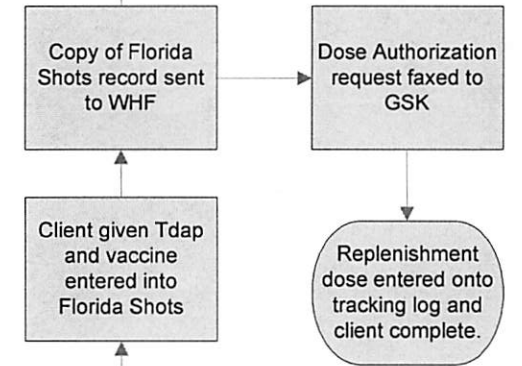 Copy of Florida
Shots record sent
to WHF
Dose Authorization
request faxed to
GSK
Client given Tdap
and vaccine
entered into
Florida Shots
Replenishment
dose entered onto
tracking log and
client complete.